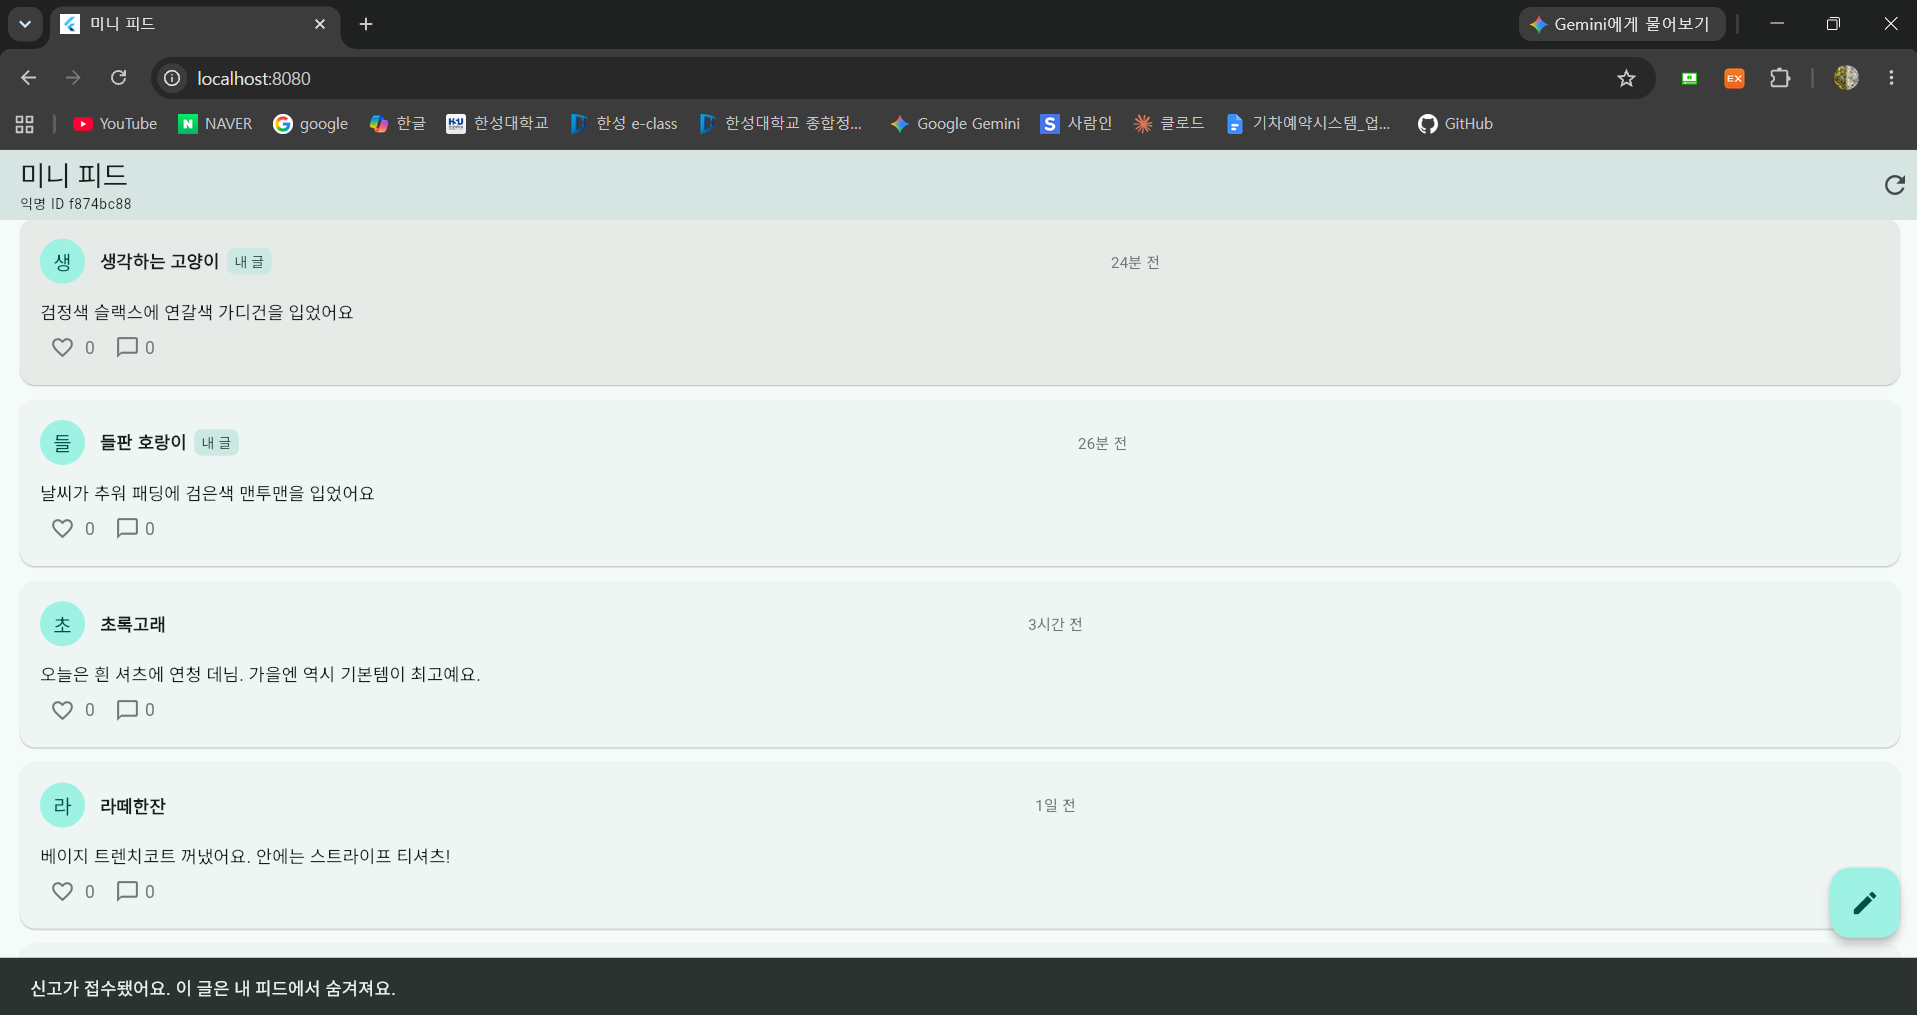 미니 피드
Gemini에게 물어보기
localhost:8080
EX
YouTube
NAVER
google
한글
한성대학교
한성 e-class
한성대학교 종합정...
Google Gemini
사람인
클로드
기차예약시스템_업...
GitHub
미니 피드
익명 ID f874bc88
생
생각하는 고양이
내 글
24분 전
검정색 슬랙스에 연갈색 가디건을 입었어요
0
0
들
들판 호랑이
내 글
26분 전
날씨가 추워 패딩에 검은색 맨투맨을 입었어요
0
0
초
초록고래
3시간 전
오늘은 흰 셔츠에 연청 데님. 가을엔 역시 기본템이 최고예요.
0
0
라
라떼한잔
1일 전
베이지 트렌치코트 꺼냈어요. 안에는 스트라이프 티셔츠!
0
0
신고가 접수됐어요. 이 글은 내 피드에서 숨겨져요.